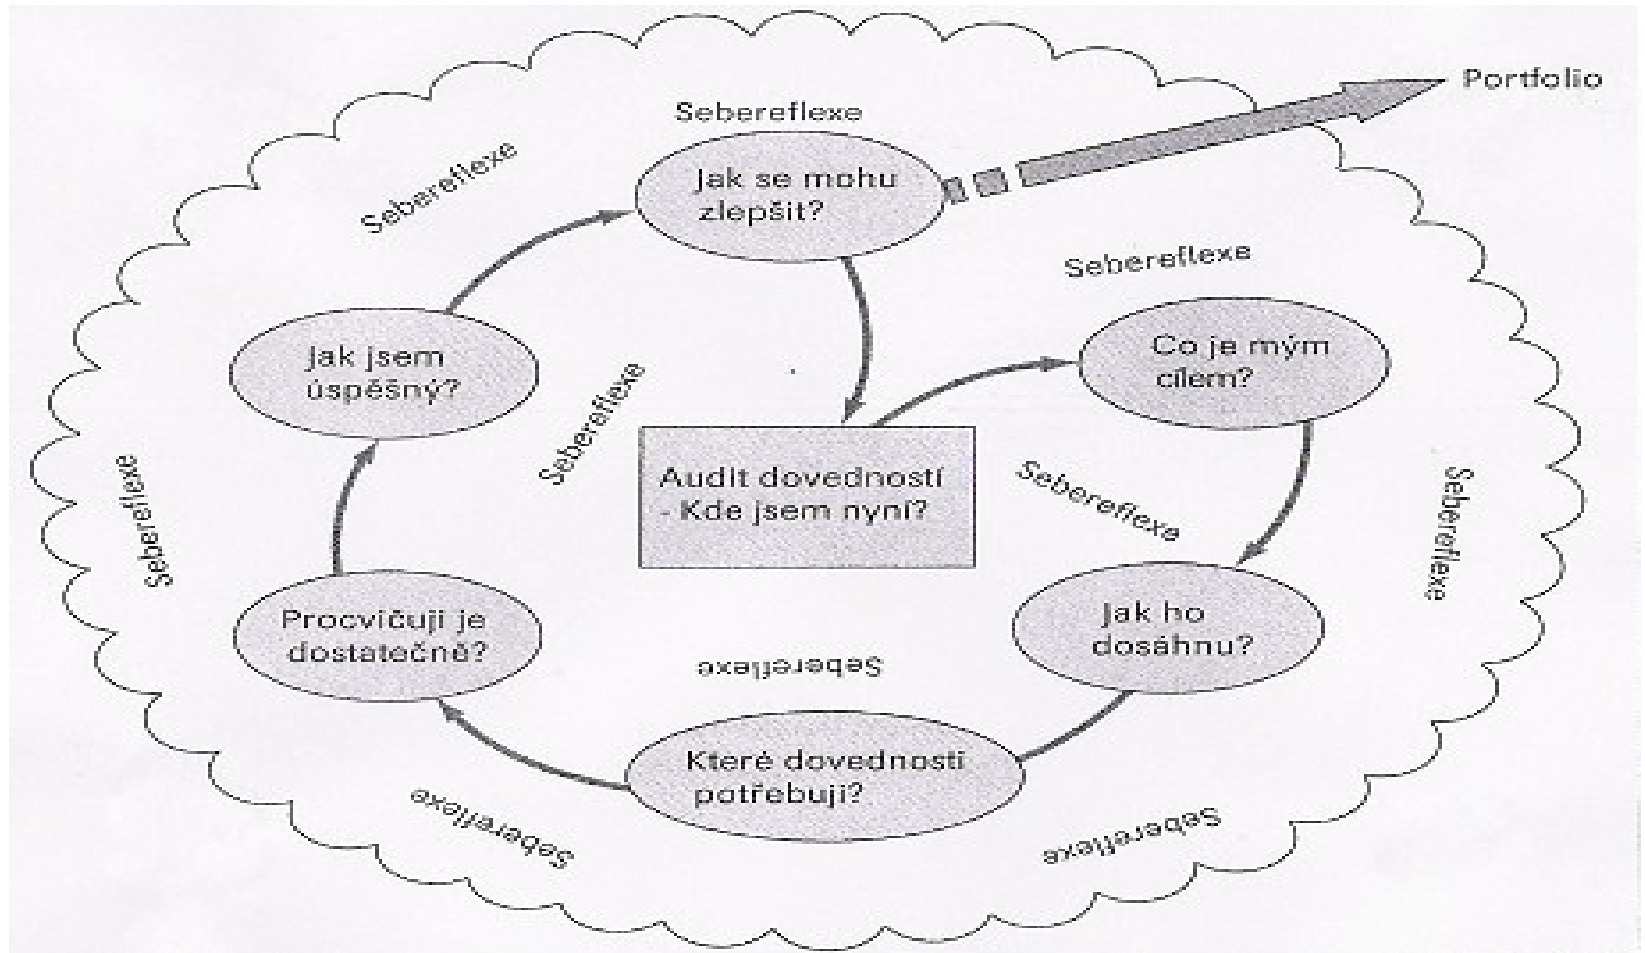 Portfolio
Sebereflexe
Sebereflexe
Jak se mohu
zlepšit?
Sebereflexe
Jak jsem
úspěšný?
Co je mým
cílem?
Sebereflexe
Audit dovedností
- Kde jsem nyní?
Sebereflexe
Sebereflexe
Sebereflexe
Procvičuji je
dostatečně?
Jak ho
dosáhnu?
Sebereflexe
Které dovednosti
potřebuji?
Sebereflexe
Sebereflexe